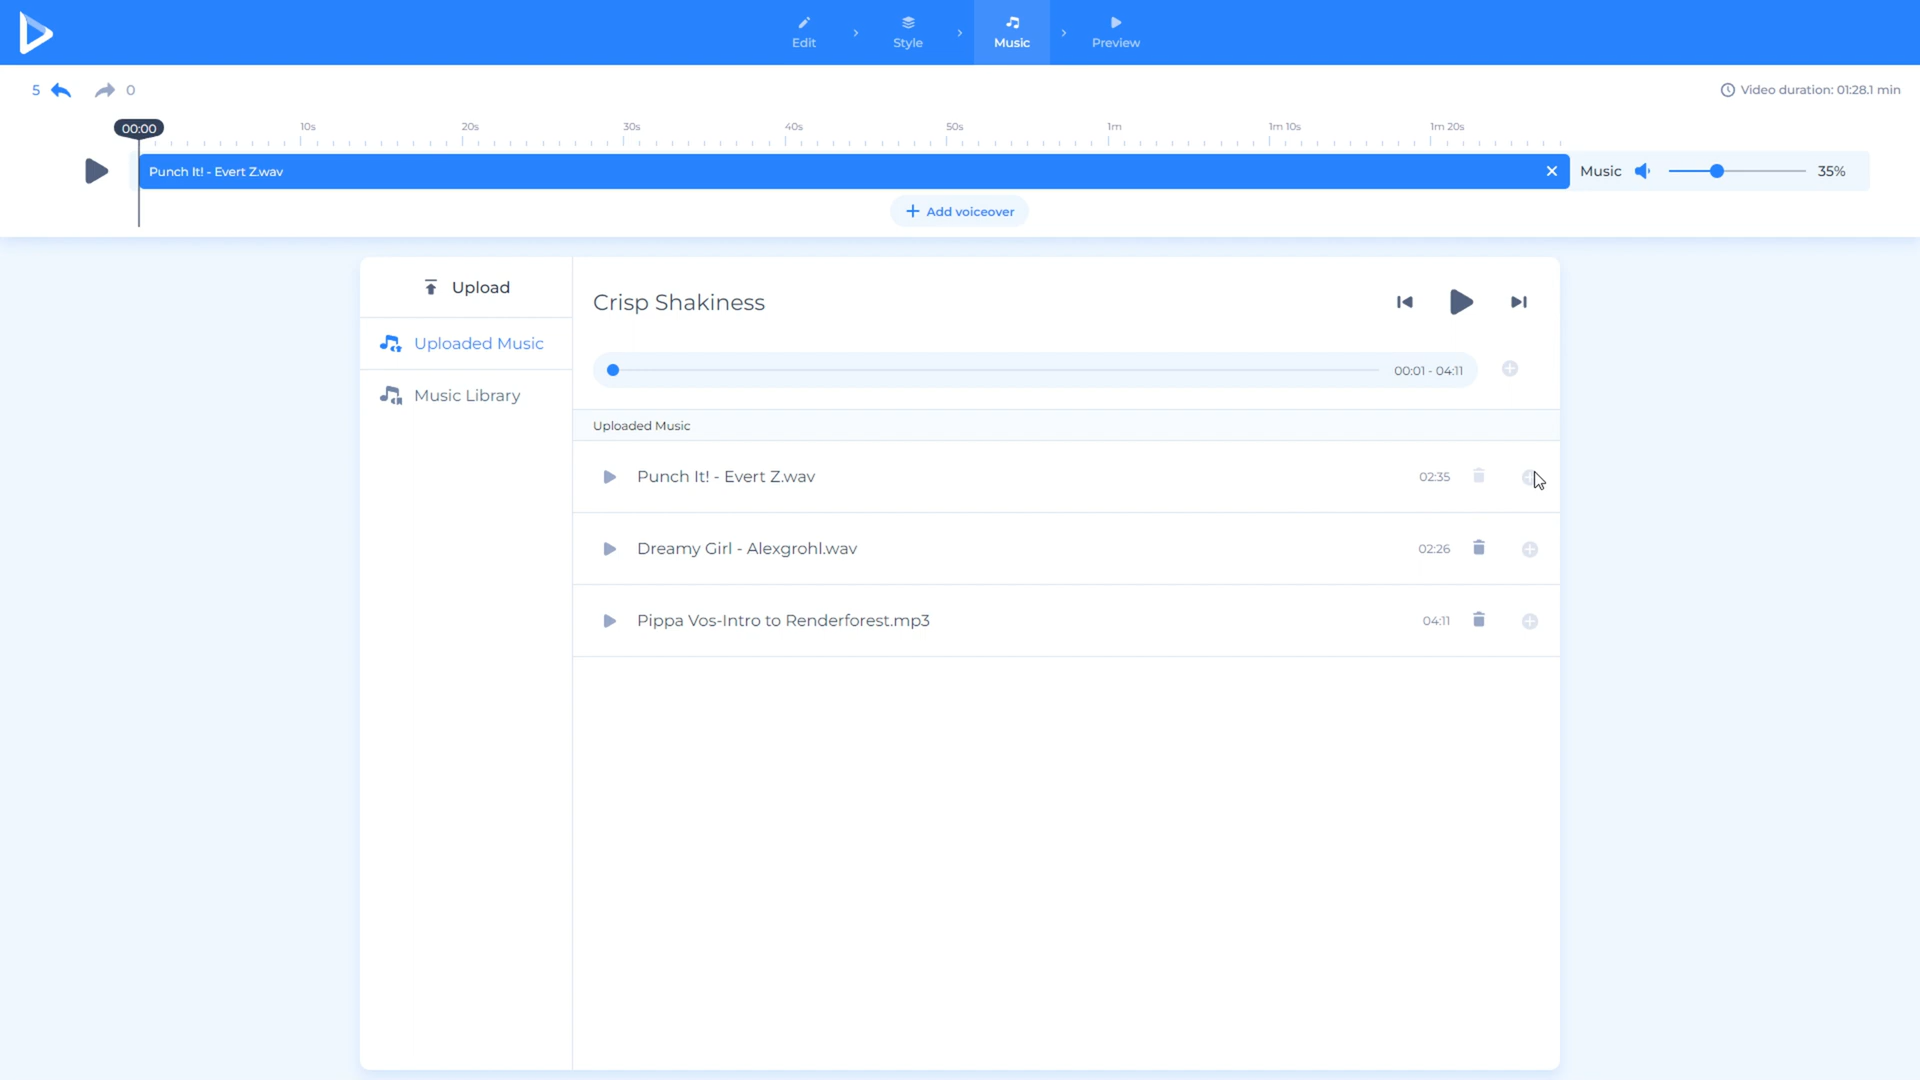 Edit
Style
Music
Preview
5
0
Video duration: 01:28.1 min
00:00
10s
20s
30s
40s
50s
1m
1m 10s
1m 20s
Punch It! - Evert Z.wav
Music
35%
Add voiceover
Upload
Uploaded Music
Music Library
Crisp Shakiness
00:01 - 04:11
Uploaded Music
Punch It! - Evert Z.wav
02:35
Dreamy Girl - Alexgrohl.wav
02:26
Pippa Vos-Intro to Renderforest.mp3
04:11